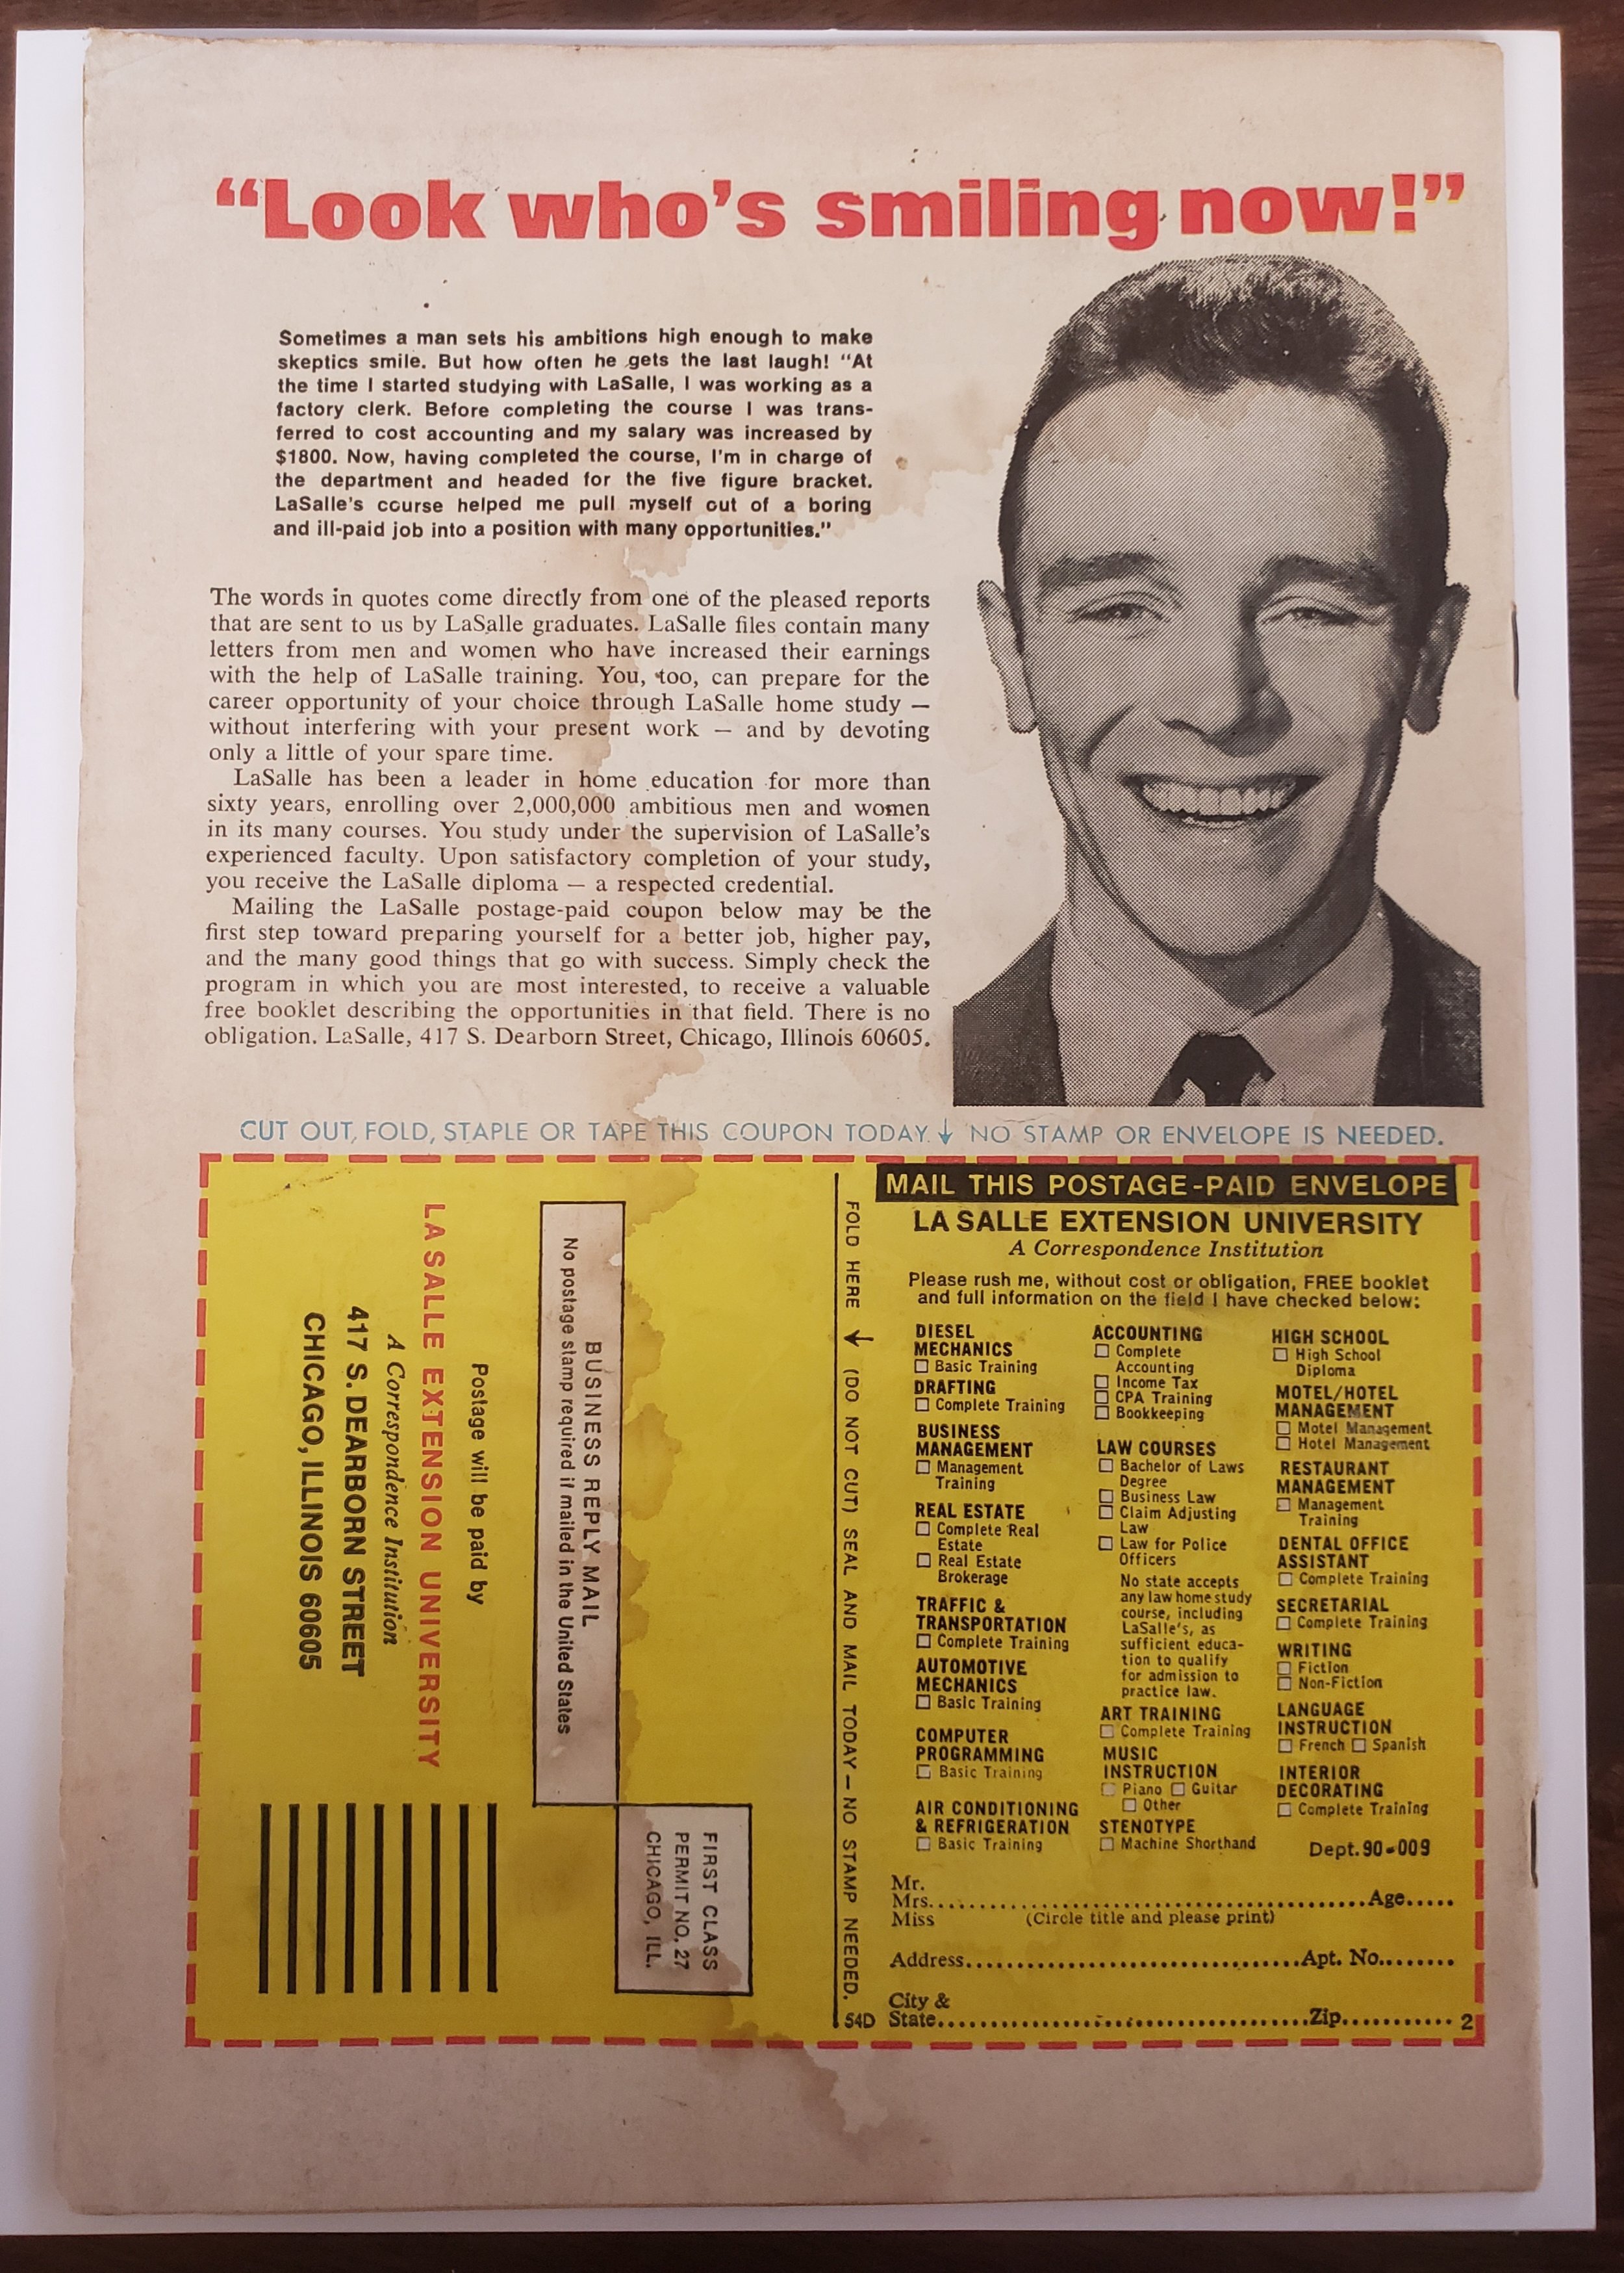 “Look who’s smiling now!”
Sometimes a man sets his ambitions high enough to make
skeptics smile. But how often he gets the last laugh! “At
the time I started studying with LaSalle, I was working as a
factory clerk. Before completing the course I was trans-
ferred to cost accounting and my salary was increased by
$1800. Now, having completed the course, I’m in charge of
the department and headed for the five figure bracket.
LaSalle’s course helped me pull myself out of a boring
and ill-paid job into a position with many opportunities.”
The words in quotes come directly from one of the pleased reports
that are sent to us by LaSalle graduates. LaSalle files contain many
letters from men and women who have increased their earnings
with the help of LaSalle training. You, too, can prepare for the
career opportunity of your choice through LaSalle home study —
without interfering with your present work — and by devoting
only a little of your spare time.
LaSalle has been a leader in home education for more than
sixty years, enrolling over 2,000,000 ambitious men and women
in its many courses. You study under the supervision of LaSalle’s
experienced faculty. Upon satisfactory completion of your study,
you receive the LaSalle diploma — a respected credential.
Mailing the LaSalle postage-paid coupon below may be the
first step toward preparing yourself for a better job, higher pay,
and the many good things that go with success. Simply check the
program in which you are most interested, to receive a valuable
free booklet describing the opportunities in that field. There is no
obligation. LaSalle, 417 S. Dearborn Street, Chicago, Illinois 60605.
CUT OUT, FOLD, STAPLE OR TAPE THIS COUPON TODAY. ↓ NO STAMP OR ENVELOPE IS NEEDED.
FIRST CLASS
PERMIT NO. 27
CHICAGO, ILL.
BUSINESS REPLY MAIL
No postage stamp required if mailed in the United States
Postage will be paid by
LA SALLE EXTENSION UNIVERSITY
A Correspondence Institution
417 S. DEARBORN STREET
CHICAGO, ILLINOIS 60605
FOLD HERE → (DO NOT CUT) SEAL AND MAIL TODAY — NO STAMP NEEDED.
54D
MAIL THIS POSTAGE-PAID ENVELOPE
LA SALLE EXTENSION UNIVERSITY
A Correspondence Institution
Please rush me, without cost or obligation, FREE booklet
and full information on the field I have checked below:
DIESEL
MECHANICS
☐ Basic Training
DRAFTING
☐ Complete Training
BUSINESS
MANAGEMENT
☐ Management
Training
REAL ESTATE
☐ Complete Real
Estate
☐ Real Estate
Brokerage
TRAFFIC &
TRANSPORTATION
☐ Complete Training
AUTOMOTIVE
MECHANICS
☐ Basic Training
COMPUTER
PROGRAMMING
☐ Basic Training
AIR CONDITIONING
& REFRIGERATION
☐ Basic Training
ACCOUNTING
☐ Complete
Accounting
☐ Income Tax
☐ CPA Training
☐ Bookkeeping
LAW COURSES
☐ Bachelor of Laws
Degree
☐ Business Law
☐ Claim Adjusting
Law
☐ Law for Police
Officers
No state accepts
any law home study
course, including
LaSalle’s, as
sufficient educa-
tion to qualify
for admission to
practice law.
ART TRAINING
☐ Complete Training
MUSIC
INSTRUCTION
☐ Piano ☐ Guitar
☐ Other
STENOTYPE
☐ Machine Shorthand
HIGH SCHOOL
☐ High School
Diploma
MOTEL/HOTEL
MANAGEMENT
☐ Motel Management
☐ Hotel Management
RESTAURANT
MANAGEMENT
☐ Management
Training
DENTAL OFFICE
ASSISTANT
☐ Complete Training
SECRETARIAL
☐ Complete Training
WRITING
☐ Fiction
☐ Non-Fiction
LANGUAGE
INSTRUCTION
☐ French ☐ Spanish
INTERIOR
DECORATING
☐ Complete Training
Dept. 90-009
Mr.
Mrs. ........ Age.....
Miss (Circle title and please print)
Address........ Apt. No........
City &
State........ Zip........ 2